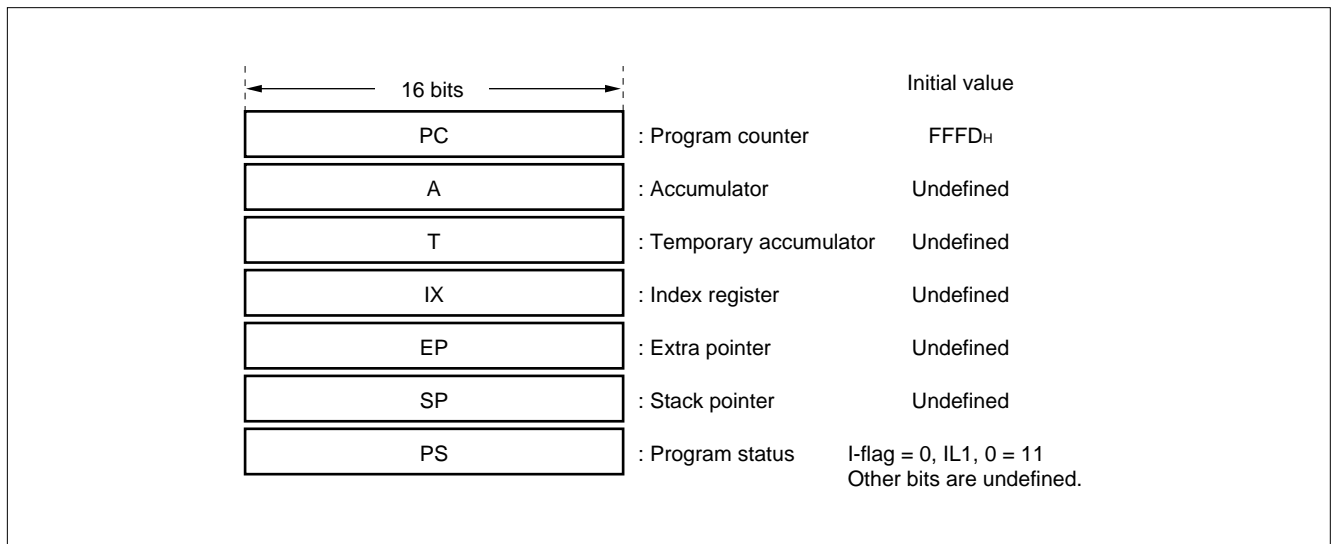 16 bits Initial value
PC : Program counter FFFDH
A : Accumulator Undefined
T : Temporary accumulator Undefined
IX : Index register Undefined
EP : Extra pointer Undefined
SP : Stack pointer Undefined
PS : Program status I-flag = 0, IL1, 0 = 11
Other bits are undefined.